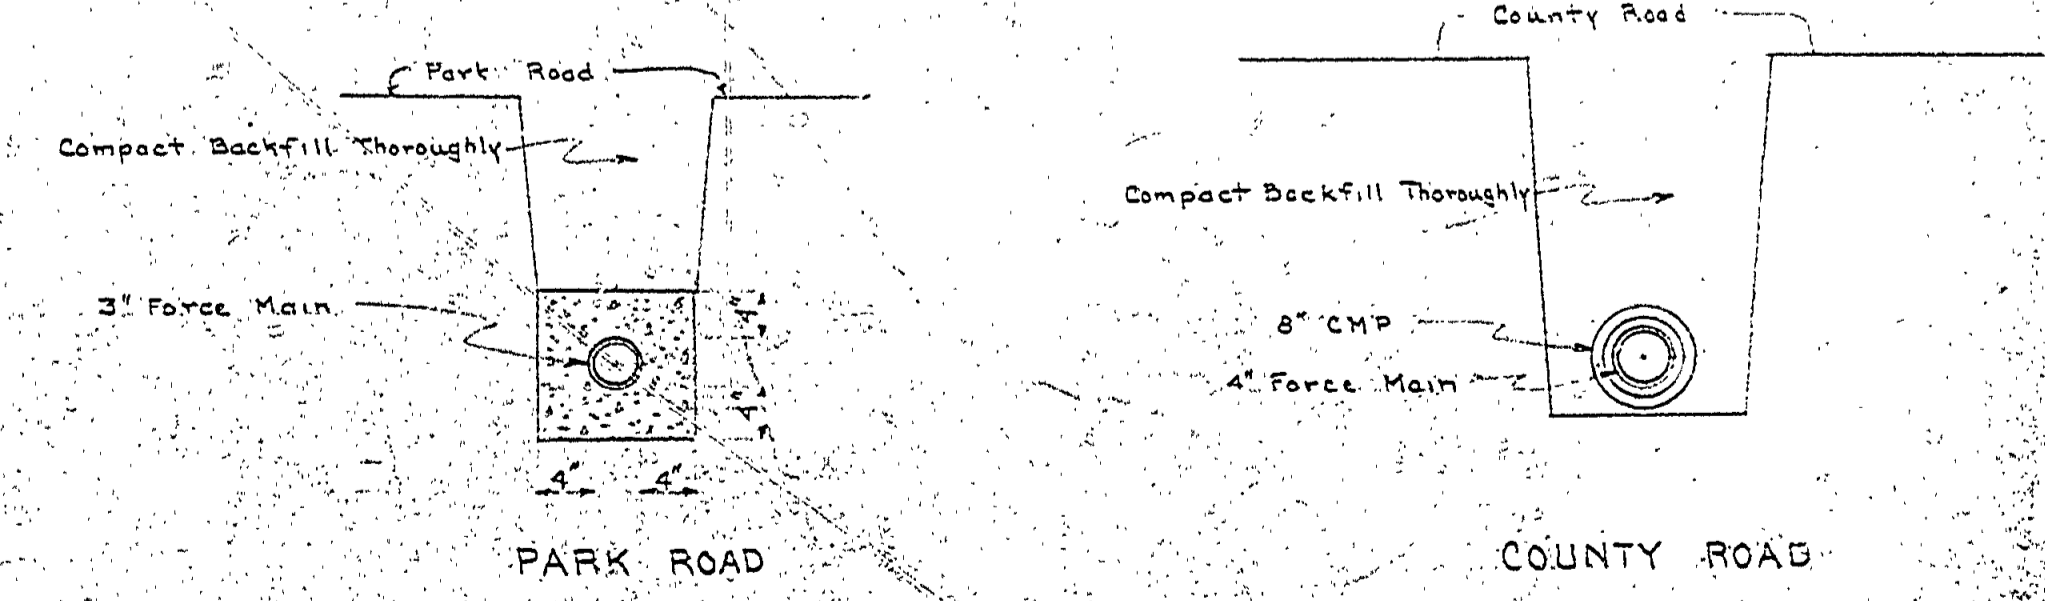 Park Road
Compact Backfill Thoroughly
3" Force Main
4"
4"
4" 4"
PARK ROAD
County Road
Compact Backfill Thoroughly
8" CMP
4" Force Main
COUNTY ROAD